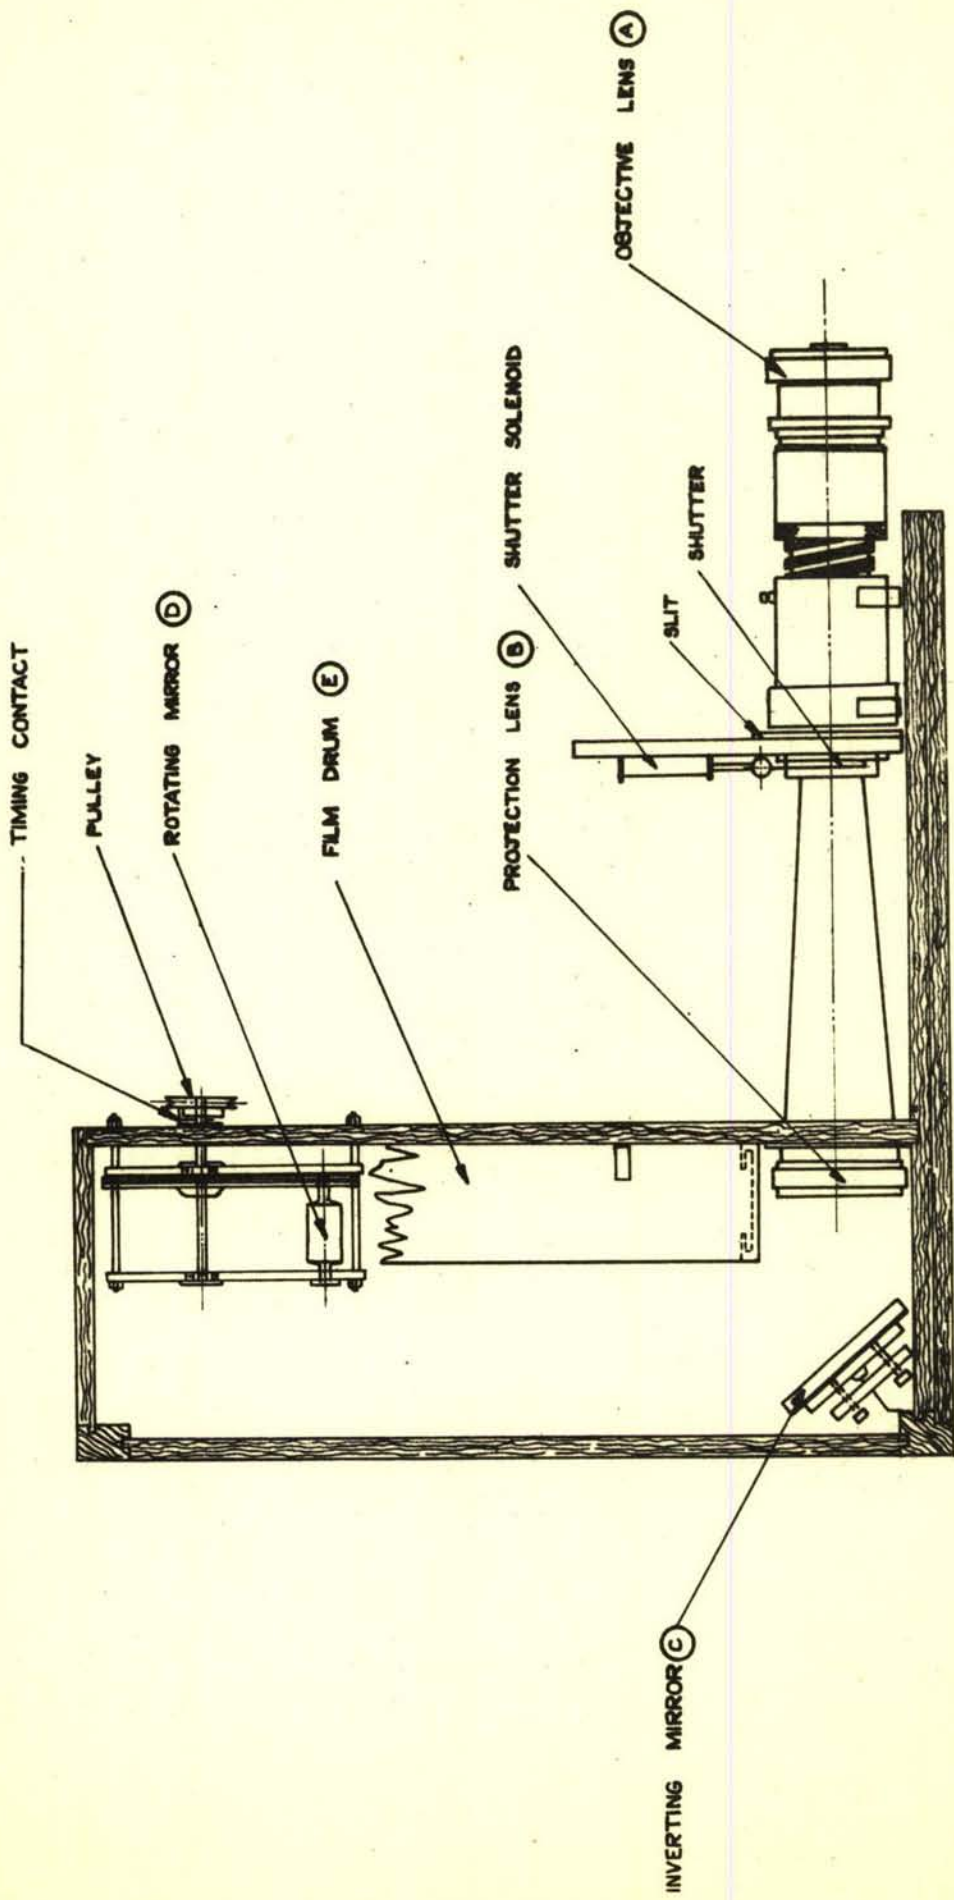 TIMING CONTACT
PULLEY
ROTATING MIRROR D
FILM DRUM E
PROJECTION LENS B
SHUTTER SOLENOID
SLIT
SHUTTER
OBJECTIVE LENS A
INVERTING MIRROR C